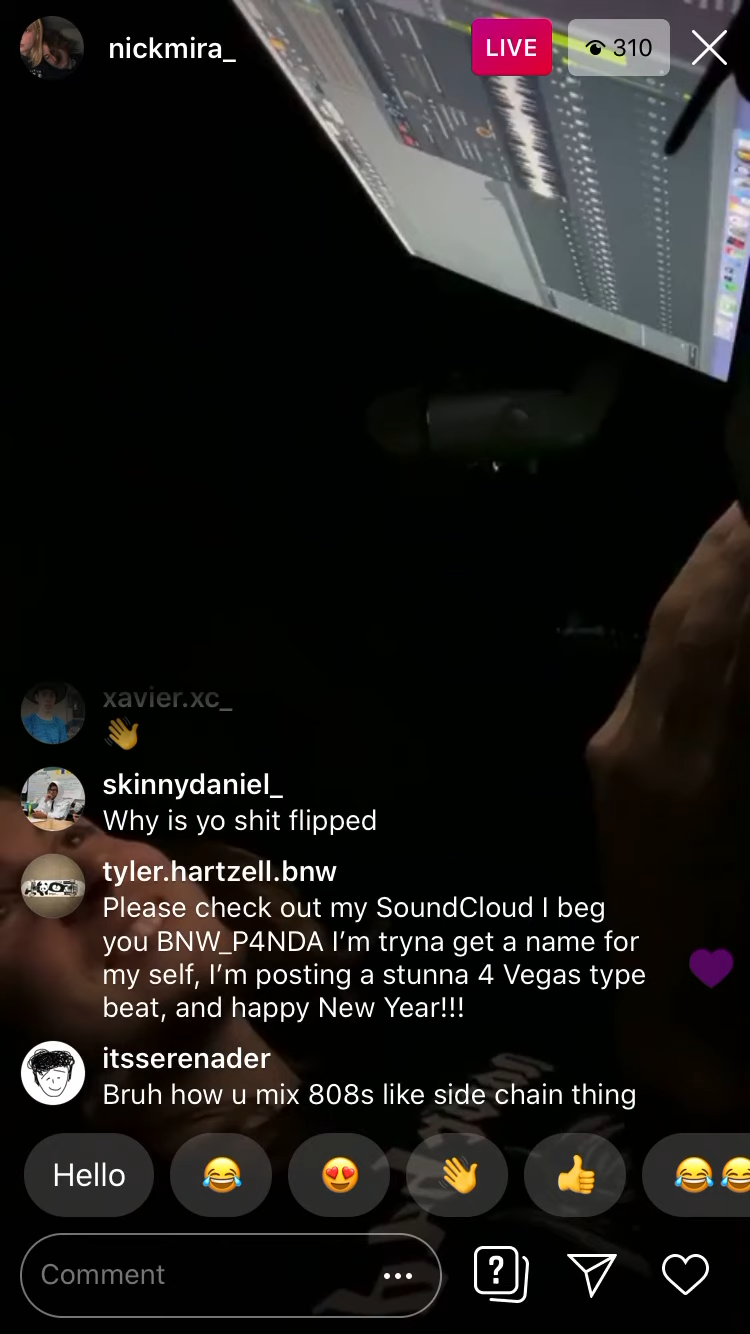 nickmira_
LIVE
310
xavier.xc_
👋
skinnydaniel_
Why is yo shit flipped
tyler.hartzell.bnw
Please check out my SoundCloud I beg
you BNW_P4NDA I’m tryna get a name for
my self, I’m posting a stunna 4 Vegas type
beat, and happy New Year!!!
itsserenader
Bruh how u mix 808s like side chain thing
Hello
😂
😍
👋
👍
😂😂
Comment